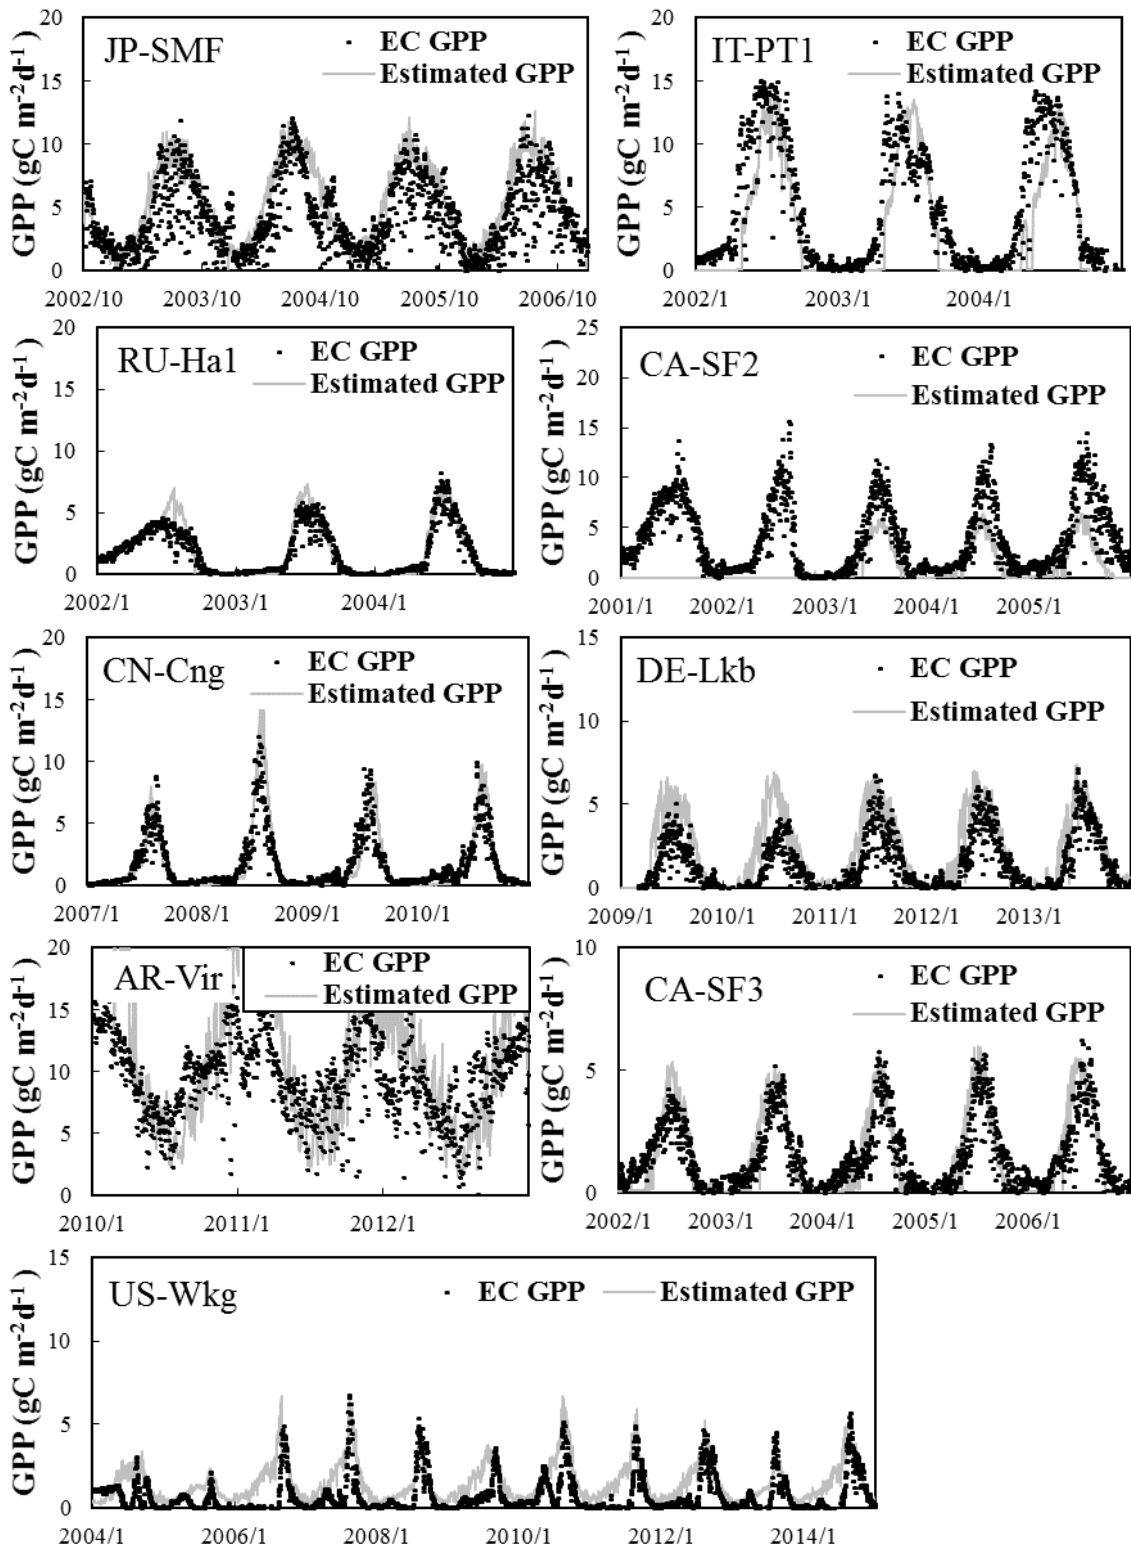 JP-SMF
EC GPP
Estimated GPP
GPP (gC m-2d-1)
20
15
10
5
0
2002/10 2003/10 2004/10 2005/10 2006/10
IT-PT1
EC GPP
Estimated GPP
GPP (gC m-2d-1)
20
15
10
5
0
2002/1 2003/1 2004/1
RU-Ha1
EC GPP
Estimated GPP
GPP (gC m-2d-1)
20
15
10
5
0
2002/1 2003/1 2004/1
CA-SF2
EC GPP
Estimated GPP
GPP (gC m-2d-1)
25
20
15
10
5
0
2001/1 2002/1 2003/1 2004/1 2005/1
CN-Cng
EC GPP
Estimated GPP
GPP (gC m-2d-1)
20
15
10
5
0
2007/1 2008/1 2009/1 2010/1
DE-Lkb
EC GPP
Estimated GPP
GPP (gC m-2d-1)
15
10
5
0
2009/1 2010/1 2011/1 2012/1 2013/1
AR-Vir
EC GPP
Estimated GPP
GPP (gC m-2d-1)
20
15
10
5
0
2010/1 2011/1 2012/1
CA-SF3
EC GPP
Estimated GPP
GPP (gC m-2d-1)
10
5
0
2002/1 2003/1 2004/1 2005/1 2006/1
US-Wkg
EC GPP Estimated GPP
GPP (gC m-2d-1)
15
10
5
0
2004/1 2006/1 2008/1 2010/1 2012/1 2014/1